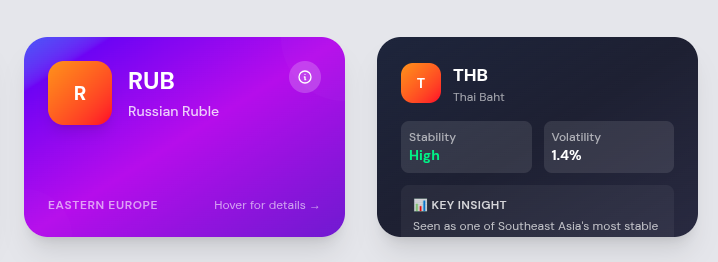 R
RUB
Russian Ruble
EASTERN EUROPE
Hover for details →
T
THB
Thai Baht
Stability
High
Volatility
1.4%
📊 KEY INSIGHT
Seen as one of Southeast Asia's most stable